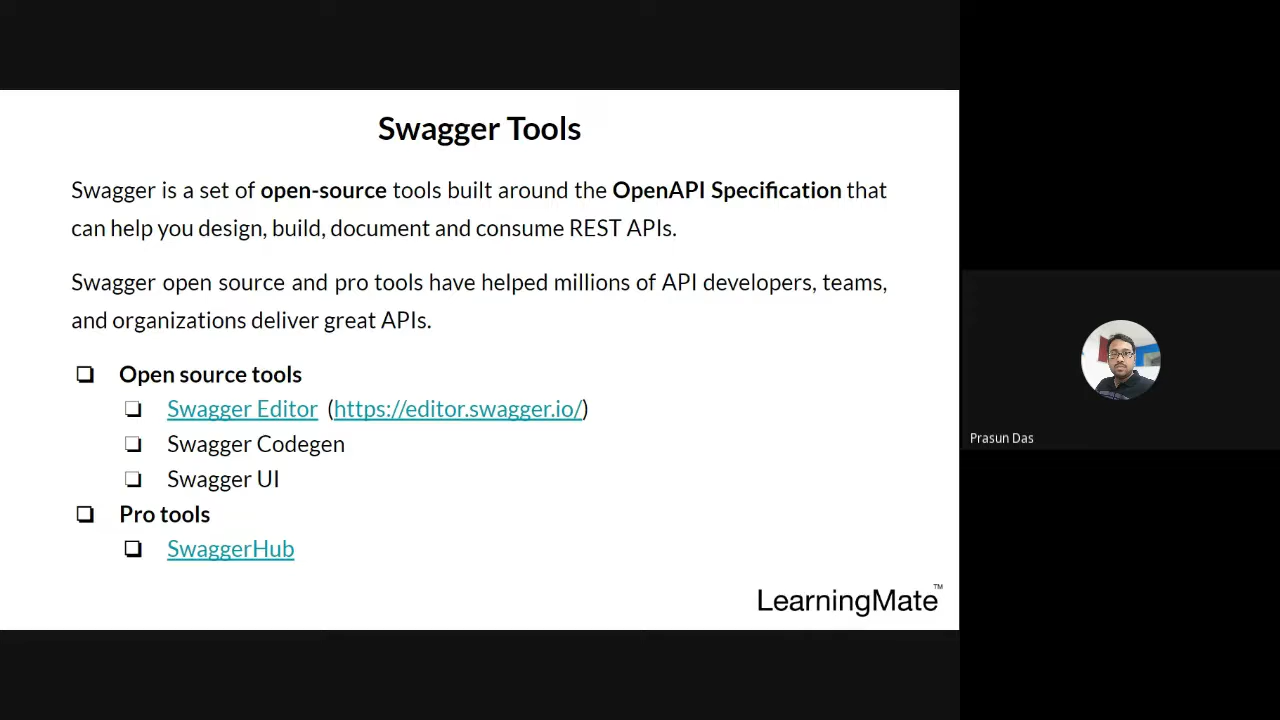 Swagger Tools
Swagger is a set of open-source tools built around the OpenAPI Specification that
can help you design, build, document and consume REST APIs.
Swagger open source and pro tools have helped millions of API developers, teams,
and organizations deliver great APIs.
❏ Open source tools
❏ Swagger Editor (https://editor.swagger.io/)
❏ Swagger Codegen
❏ Swagger UI
❏ Pro tools
❏ SwaggerHub
LearningMate™
Prasun Das